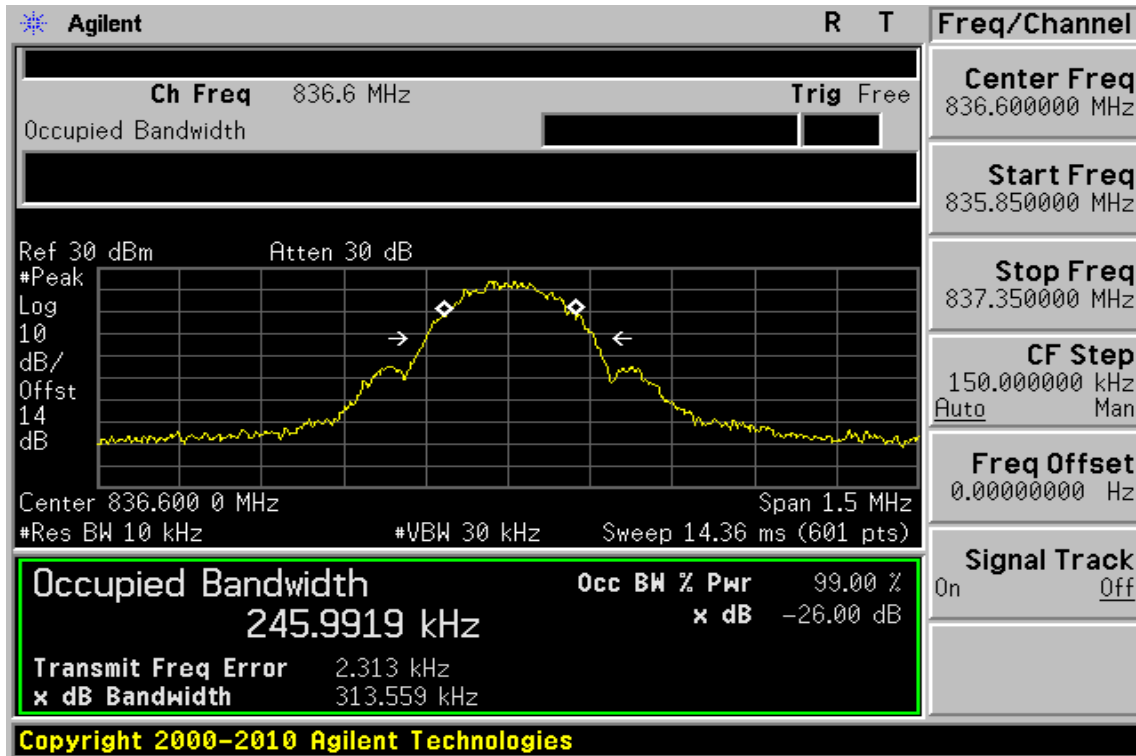 Agilent R T Freq/Channel
Ch Freq 836.6 MHz Trig Free
Occupied Bandwidth
Center Freq
836.600000 MHz
Start Freq
835.850000 MHz
Stop Freq
837.350000 MHz
CF Step
150.000000 kHz
Auto Man
Freq Offset
0.00000000 Hz
Signal Track
On Off
Ref 30 dBm Atten 30 dB
#Peak
Log
10
dB/
Offst
14
dB
Center 836.600 0 MHz Span 1.5 MHz
#Res BW 10 kHz #VBW 30 kHz Sweep 14.36 ms (601 pts)
Occupied Bandwidth Occ BW % Pwr 99.00 %
245.9919 kHz x dB -26.00 dB
Transmit Freq Error 2.313 kHz
x dB Bandwidth 313.559 kHz
Copyright 2000-2010 Agilent Technologies